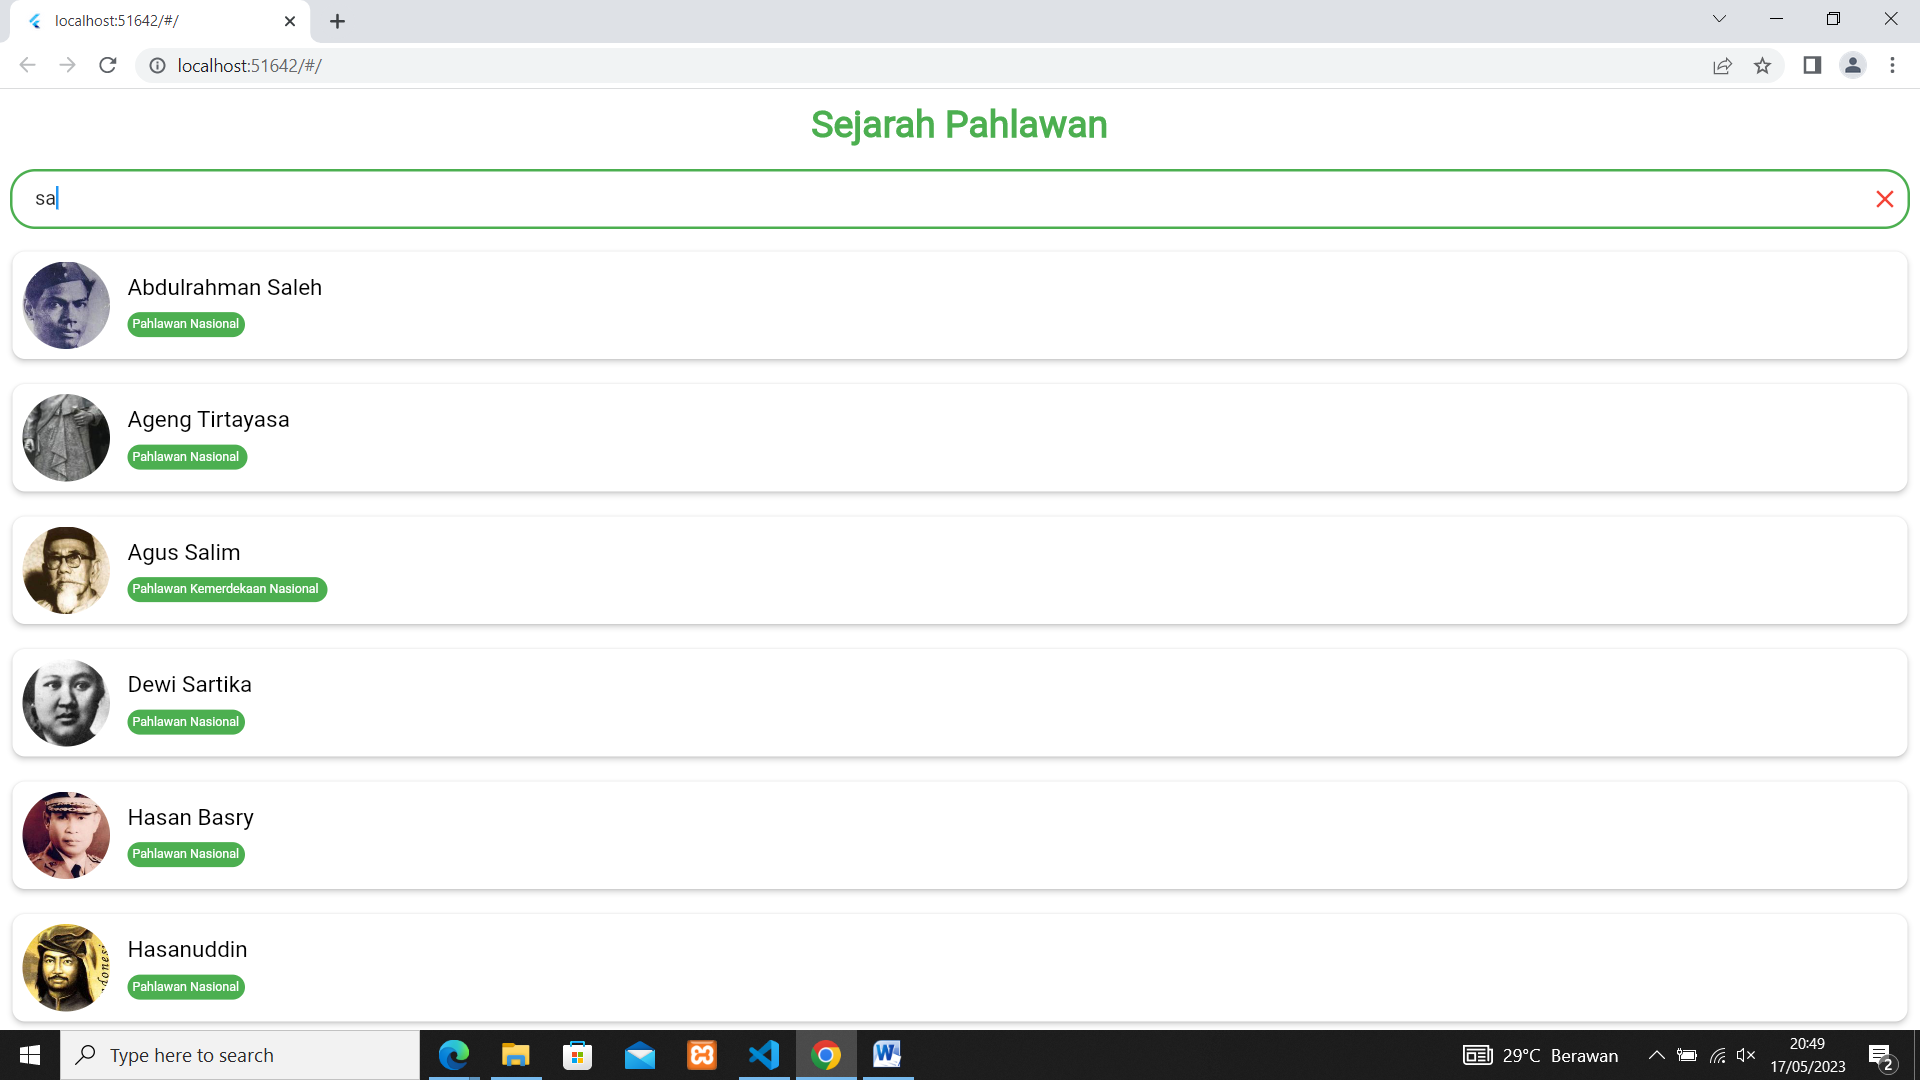 localhost:51642/#/
localhost:51642/#/
Sejarah Pahlawan
sa
Abdulrahman Saleh
Pahlawan Nasional
Ageng Tirtayasa
Pahlawan Nasional
Agus Salim
Pahlawan Kemerdekaan Nasional
Dewi Sartika
Pahlawan Nasional
Hasan Basry
Pahlawan Nasional
Hasanuddin
Pahlawan Nasional
Type here to search
29°C Berawan
20:49
17/05/2023
2